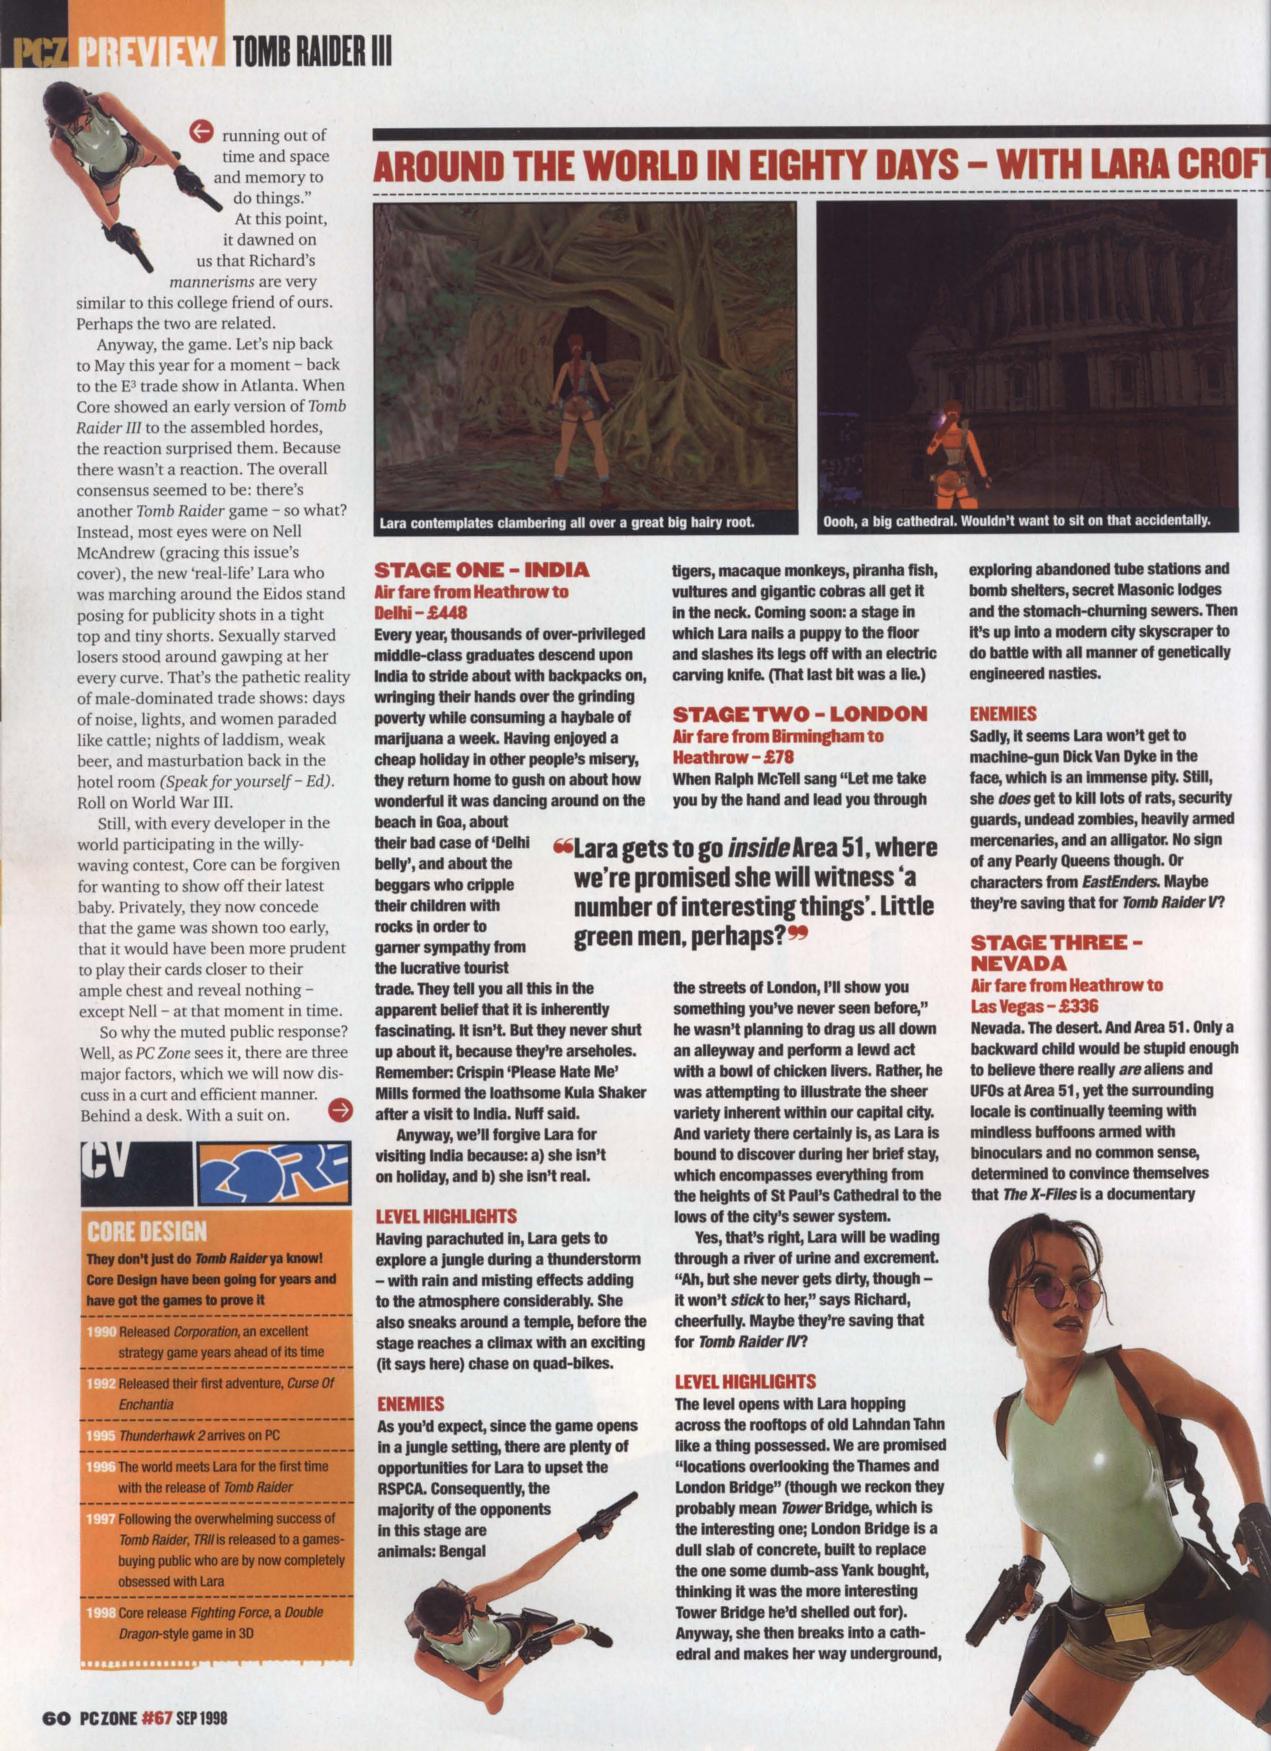 PCZ PREVIEW TOMB RAIDER III
running out of
time and space
and memory to
do things."
At this point,
it dawned on
us that Richard's
mannerisms are very
similar to this college friend of ours.
Perhaps the two are related.
Anyway, the game. Let's nip back
to May this year for a moment – back
to the E³ trade show in Atlanta. When
Core showed an early version of Tomb
Raider III to the assembled hordes,
the reaction surprised them. Because
there wasn't a reaction. The overall
consensus seemed to be: there's
another Tomb Raider game – so what?
Instead, most eyes were on Nell
McAndrew (gracing this issue's
cover), the new 'real-life' Lara who
was marching around the Eidos stand
posing for publicity shots in a tight
top and tiny shorts. Sexually starved
losers stood around gawping at her
every curve. That's the pathetic reality
of male-dominated trade shows: days
of noise, lights, and women paraded
like cattle; nights of laddism, weak
beer, and masturbation back in the
hotel room (Speak for yourself – Ed).
Roll on World War III.
Still, with every developer in the
world participating in the willy-
waving contest, Core can be forgiven
for wanting to show off their latest
baby. Privately, they now concede
that the game was shown too early,
that it would have been more prudent
to play their cards closer to their
ample chest and reveal nothing –
except Nell – at that moment in time.
So why the muted public response?
Well, as PC Zone sees it, there are three
major factors, which we will now dis-
cuss in a curt and efficient manner.
Behind a desk. With a suit on.
CV
CORE
CORE DESIGN
They don't just do Tomb Raider ya know!
Core Design have been going for years and
have got the games to prove it
1990 Released Corporation, an excellent
strategy game years ahead of its time
1992 Released their first adventure, Curse Of
Enchantia
1995 Thunderhawk 2 arrives on PC
1996 The world meets Lara for the first time
with the release of Tomb Raider
1997 Following the overwhelming success of
Tomb Raider, TRII is released to a games-
buying public who are by now completely
obsessed with Lara
1998 Core release Fighting Force, a Double
Dragon-style game in 3D
AROUND THE WORLD IN EIGHTY DAYS – WITH LARA CROFT
Lara contemplates clambering all over a great big hairy root.
Oooh, a big cathedral. Wouldn't want to sit on that accidentally.
STAGE ONE – INDIA
Air fare from Heathrow to
Delhi – £448
Every year, thousands of over-privileged
middle-class graduates descend upon
India to stride about with backpacks on,
wringing their hands over the grinding
poverty while consuming a haybale of
marijuana a week. Having enjoyed a
cheap holiday in other people's misery,
they return home to gush on about how
wonderful it was dancing around on the
beach in Goa, about
their bad case of 'Delhi
belly', and about the
beggars who cripple
their children with
rocks in order to
garner sympathy from
the lucrative tourist
trade. They tell you all this in the
apparent belief that it is inherently
fascinating. It isn't. But they never shut
up about it, because they're arseholes.
Remember: Crispin 'Please Hate Me'
Mills formed the loathsome Kula Shaker
after a visit to India. Nuff said.
Anyway, we'll forgive Lara for
visiting India because: a) she isn't
on holiday, and b) she isn't real.
LEVEL HIGHLIGHTS
Having parachuted in, Lara gets to
explore a jungle during a thunderstorm
– with rain and misting effects adding
to the atmosphere considerably. She
also sneaks around a temple, before the
stage reaches a climax with an exciting
(it says here) chase on quad-bikes.
ENEMIES
As you'd expect, since the game opens
in a jungle setting, there are plenty of
opportunities for Lara to upset the
RSPCA. Consequently, the
majority of the opponents
in this stage are
animals: Bengal
tigers, macaque monkeys, piranha fish,
vultures and gigantic cobras all get it
in the neck. Coming soon: a stage in
which Lara nails a puppy to the floor
and slashes its legs off with an electric
carving knife. (That last bit was a lie.)
STAGE TWO – LONDON
Air fare from Birmingham to
Heathrow – £78
When Ralph McTell sang "Let me take
you by the hand and lead you through
"Lara gets to go inside Area 51, where
we're promised she will witness 'a
number of interesting things'. Little
green men, perhaps?"
the streets of London, I'll show you
something you've never seen before,"
he wasn't planning to drag us all down
an alleyway and perform a lewd act
with a bowl of chicken livers. Rather, he
was attempting to illustrate the sheer
variety inherent within our capital city.
And variety there certainly is, as Lara is
bound to discover during her brief stay,
which encompasses everything from
the heights of St Paul's Cathedral to the
lows of the city's sewer system.
Yes, that's right, Lara will be wading
through a river of urine and excrement.
"Ah, but she never gets dirty, though –
it won't stick to her," says Richard,
cheerfully. Maybe they're saving that
for Tomb Raider IV?
LEVEL HIGHLIGHTS
The level opens with Lara hopping
across the rooftops of old Lahndan Tahn
like a thing possessed. We are promised
"locations overlooking the Thames and
London Bridge" (though we reckon they
probably mean Tower Bridge, which is
the interesting one; London Bridge is a
dull slab of concrete, built to replace
the one some dumb-ass Yank bought,
thinking it was the more interesting
Tower Bridge he'd shelled out for).
Anyway, she then breaks into a cath-
edral and makes her way underground,
exploring abandoned tube stations and
bomb shelters, secret Masonic lodges
and the stomach-churning sewers. Then
it's up into a modern city skyscraper to
do battle with all manner of genetically
engineered nasties.
ENEMIES
Sadly, it seems Lara won't get to
machine-gun Dick Van Dyke in the
face, which is an immense pity. Still,
she does get to kill lots of rats, security
guards, undead zombies, heavily armed
mercenaries, and an alligator. No sign
of any Pearly Queens though. Or
characters from EastEnders. Maybe
they're saving that for Tomb Raider V?
STAGE THREE –
NEVADA
Air fare from Heathrow to
Las Vegas – £336
Nevada. The desert. And Area 51. Only a
backward child would be stupid enough
to believe there really are aliens and
UFOs at Area 51, yet the surrounding
locale is continually teeming with
mindless buffoons armed with
binoculars and no common sense,
determined to convince themselves
that The X-Files is a documentary
60 PC ZONE #67 SEP 1998